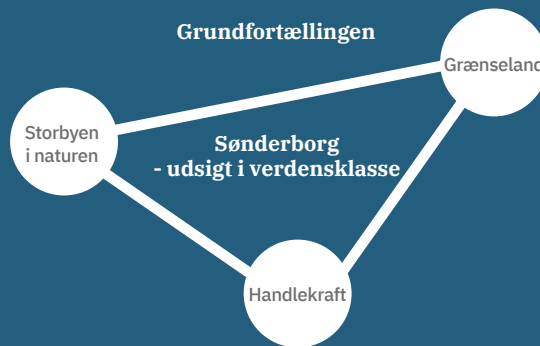 Grundfortællingen
Grænseland
Storbyen
i naturen
Sønderborg
- udsigt i verdensklasse
Handlekraft